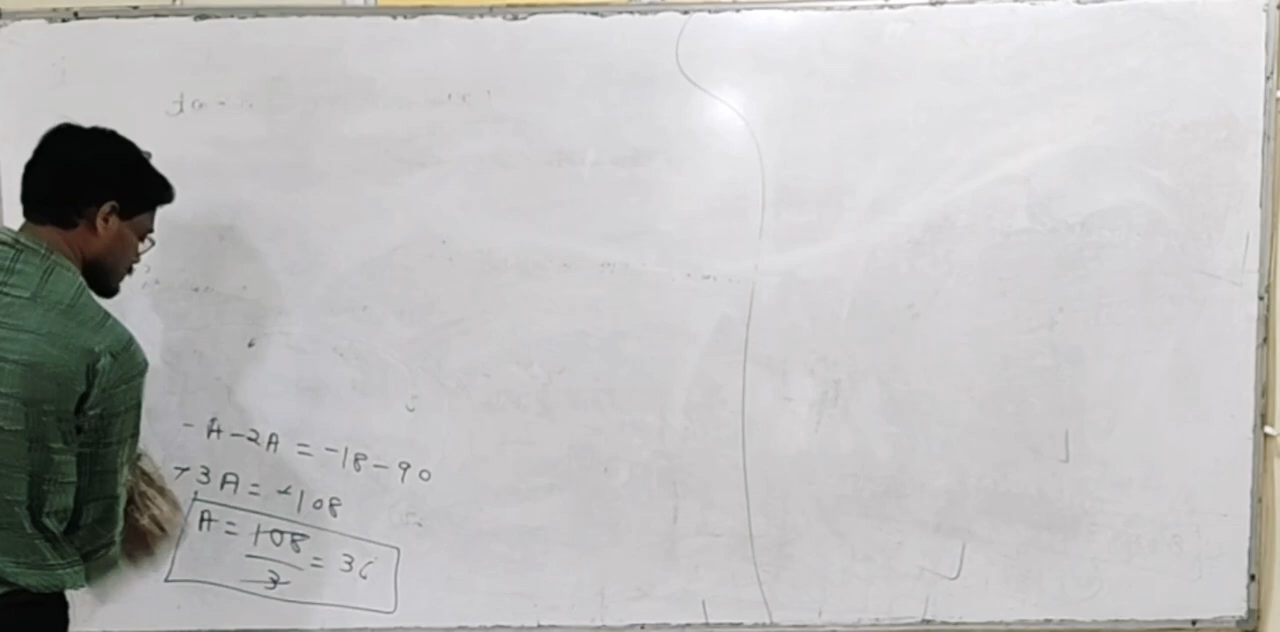 - A - 2A = -18 - 90
+ 3A = +108
A = 108/3 = 36